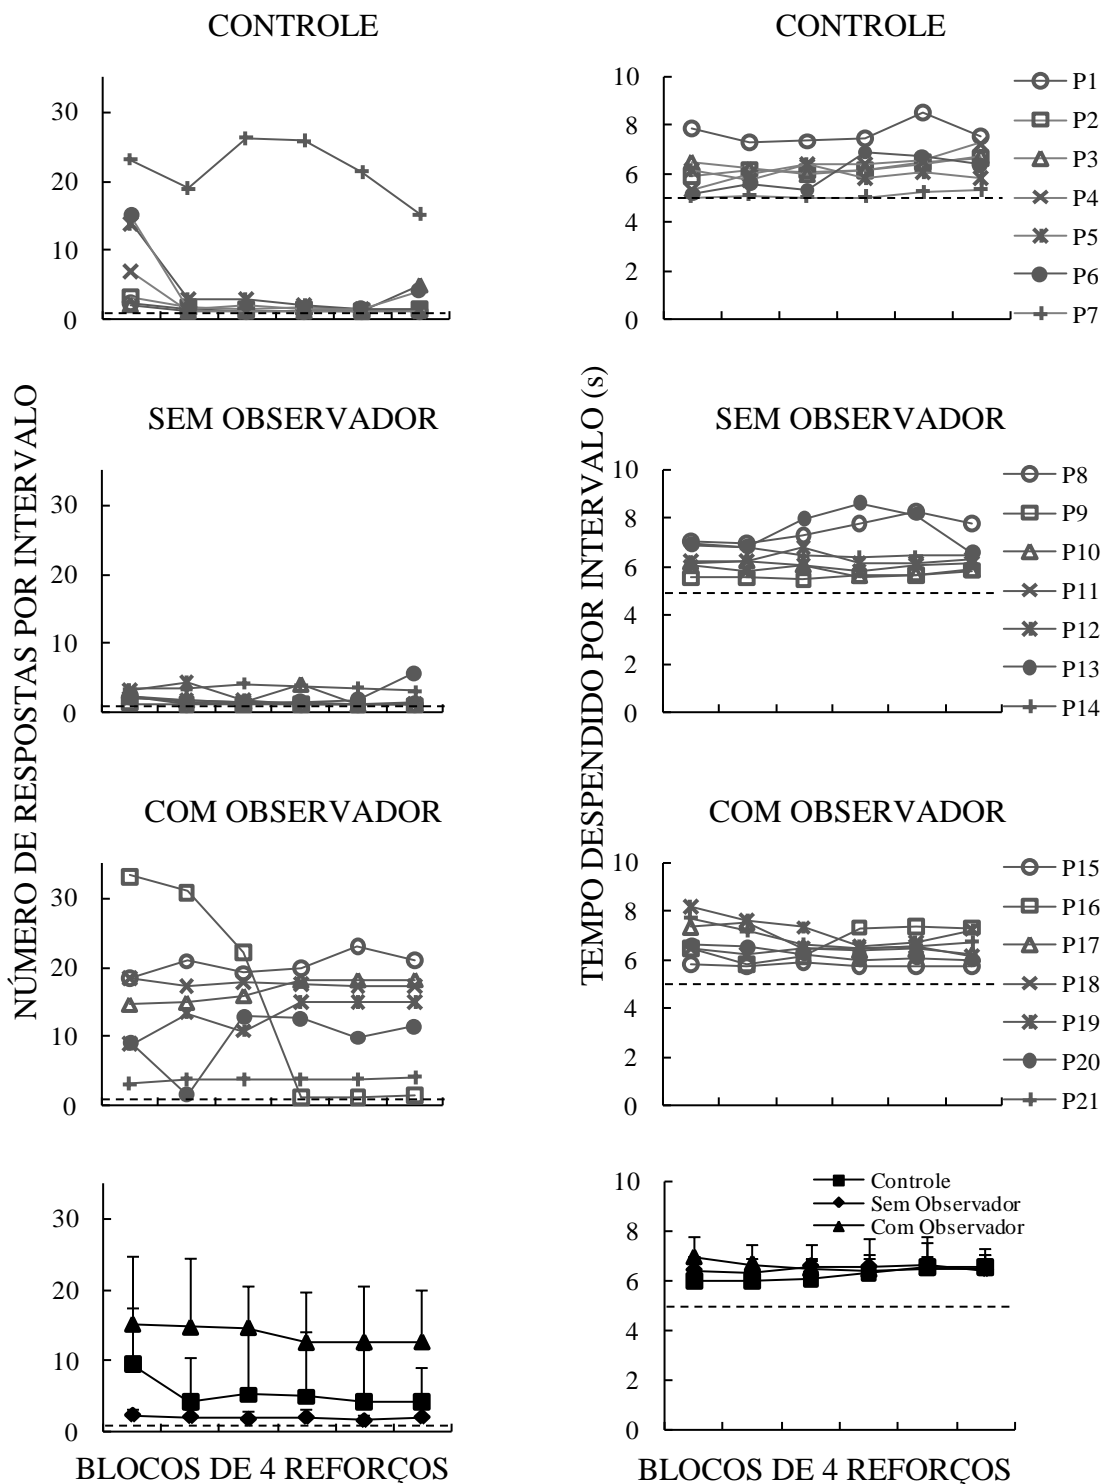 CONTROLE
30
20
10
0
CONTROLE
10
8
6
4
2
0
P1
P2
P3
P4
P5
P6
P7
NÚMERO DE RESPOSTAS POR INTERVALO
TEMPO DESPENDIDO POR INTERVALO (s)
SEM OBSERVADOR
30
20
10
0
SEM OBSERVADOR
10
8
6
4
2
0
P8
P9
P10
P11
P12
P13
P14
COM OBSERVADOR
30
20
10
0
COM OBSERVADOR
10
8
6
4
2
0
P15
P16
P17
P18
P19
P20
P21
30
20
10
0
10
8
6
4
2
0
Controle
Sem Observador
Com Observador
BLOCOS DE 4 REFORÇOS
BLOCOS DE 4 REFORÇOS